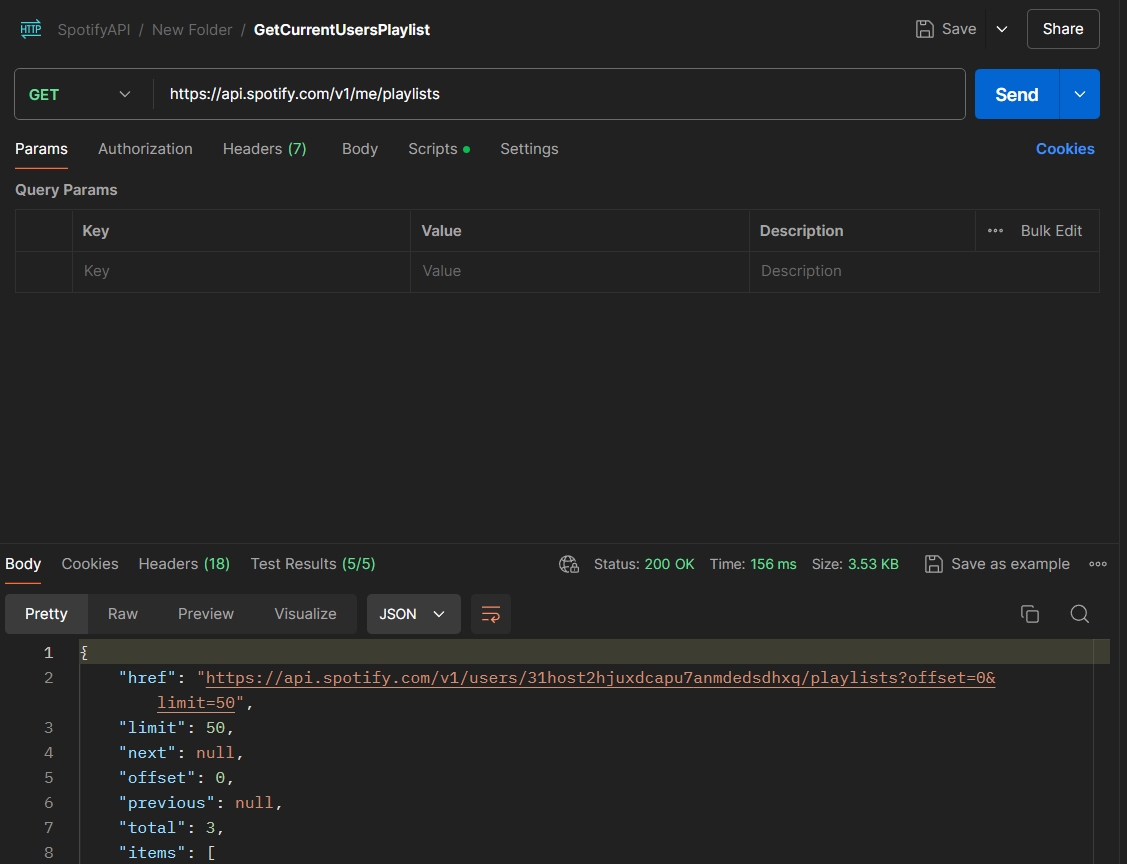 HTTP SpotifyAPI / New Folder / GetCurrentUsersPlaylist Save Share
GET https://api.spotify.com/v1/me/playlists Send
Params Authorization Headers (7) Body Scripts Settings Cookies
Query Params
Key Value Description Bulk Edit
Key Value Description
Body Cookies Headers (18) Test Results (5/5) Status: 200 OK Time: 156 ms Size: 3.53 KB Save as example
Pretty Raw Preview Visualize JSON
1 {
2 "href": "https://api.spotify.com/v1/users/31host2hjuxdcapu7anmdedsdhxq/playlists?offset=0&
limit=50",
3 "limit": 50,
4 "next": null,
5 "offset": 0,
6 "previous": null,
7 "total": 3,
8 "items": [